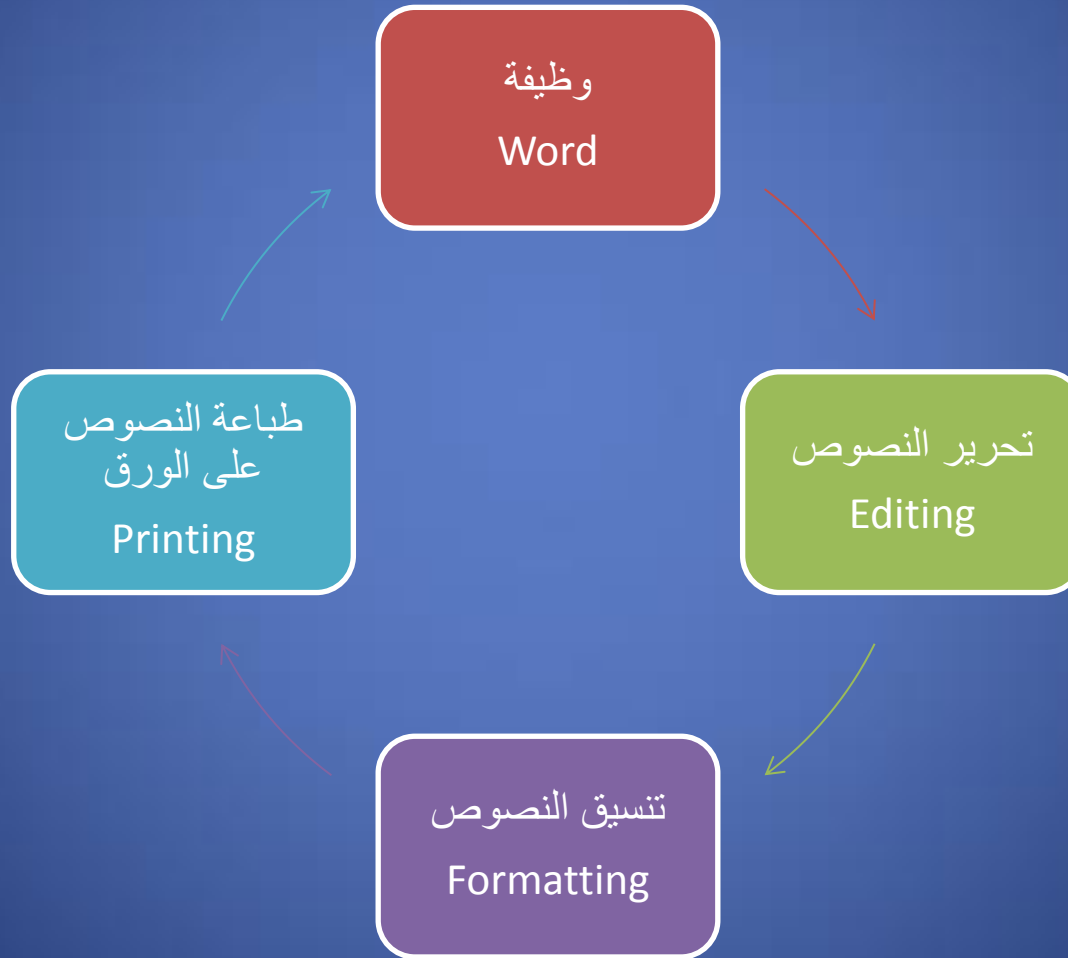 وظيفة
Word
تحرير النصوص
Editing
تنسيق النصوص
Formatting
طباعة النصوص
على الورق
Printing